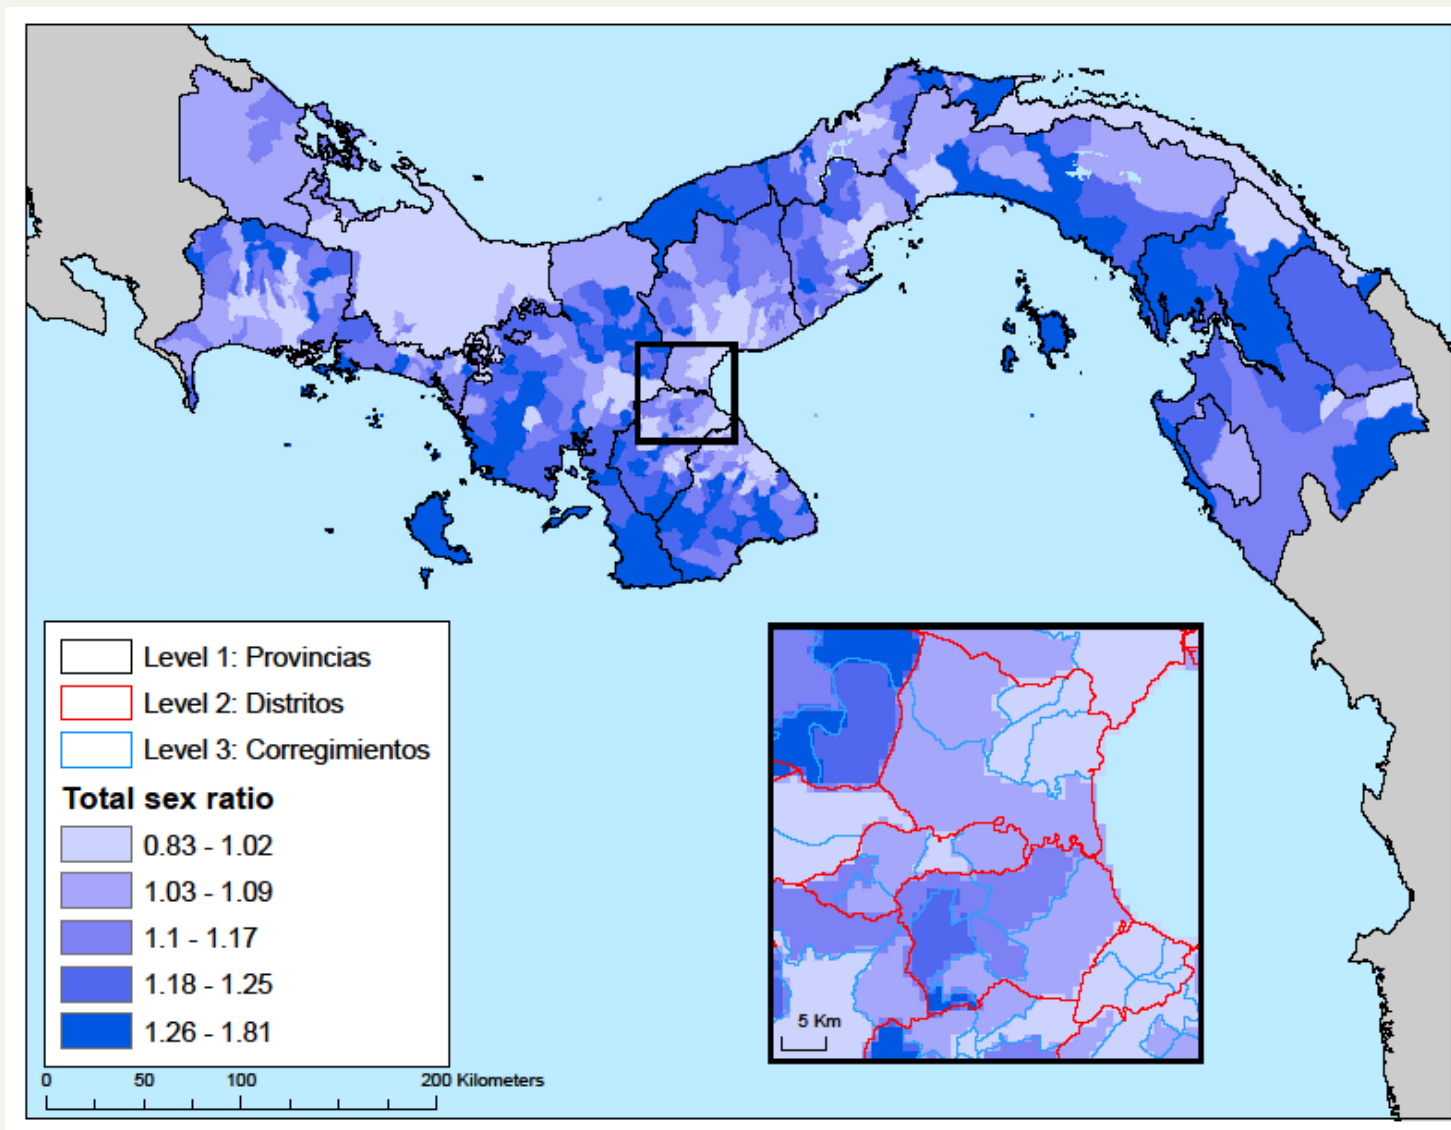 Level 1: Provincias
Level 2: Distritos
Level 3: Corregimientos
Total sex ratio
0.83 - 1.02
1.03 - 1.09
1.1 - 1.17
1.18 - 1.25
1.26 - 1.81
0 50 100 200 Kilometers
5 Km